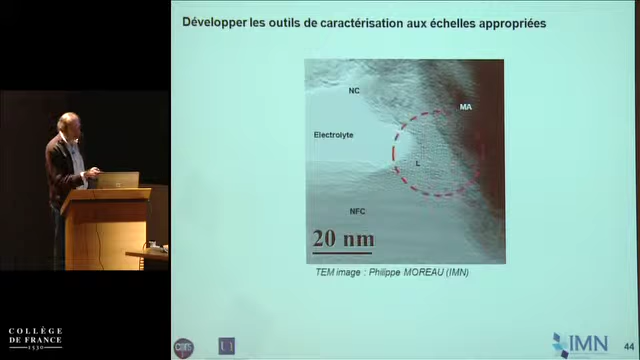 Développer les outils de caractérisation aux échelles appropriées
NC
MA
Electrolyte
L
NFC
20 nm
TEM image : Philippe MOREAU (IMN)
COLLÈGE
DE FRANCE
1530
CNRS
IMN
44